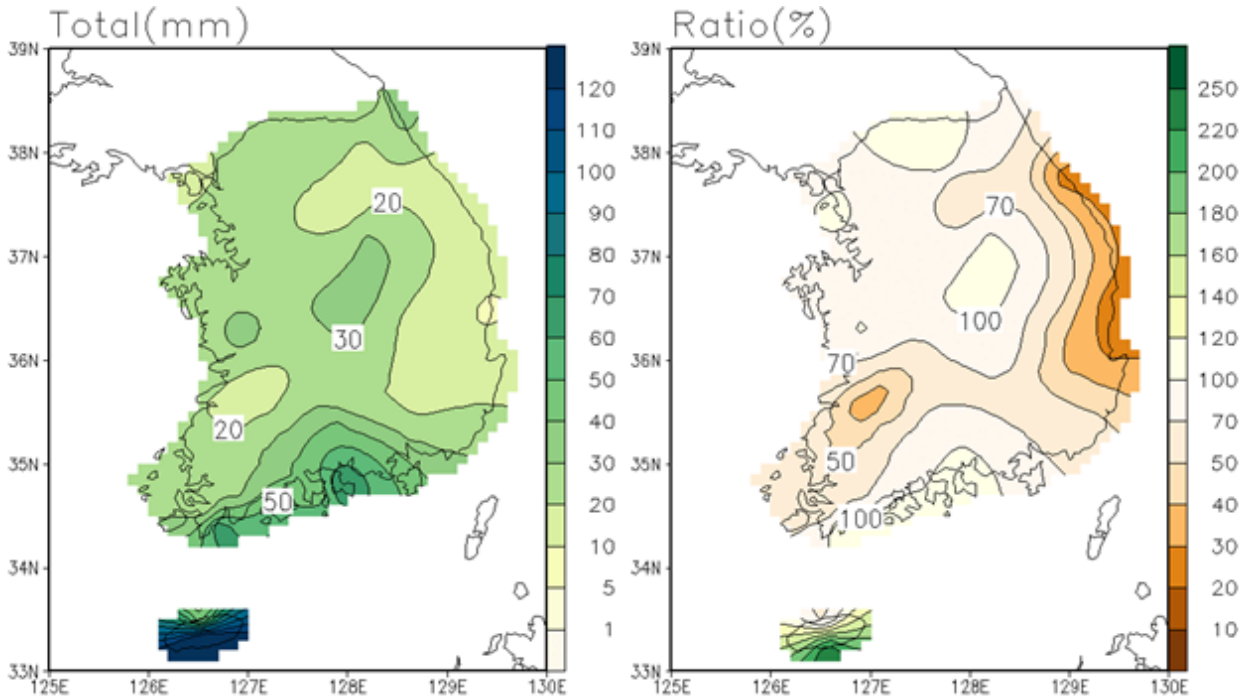 Total(mm)
39N
38N
37N
36N
35N
34N
33N
125E
126E
127E
128E
129E
130E
20
30
20
50
120
110
100
90
80
70
60
50
40
30
20
10
5
1
Ratio(%)
39N
38N
37N
36N
35N
34N
33N
125E
126E
127E
128E
129E
130E
70
100
70
50
100
250
220
200
180
160
140
120
100
70
50
40
30
20
10